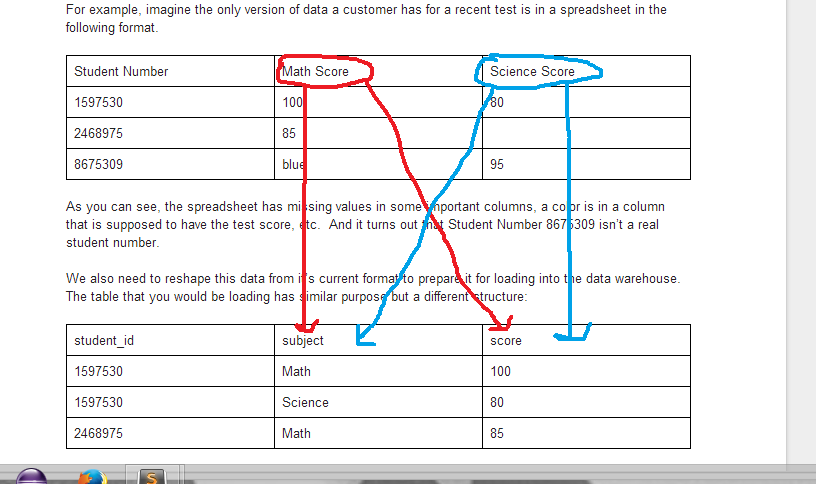 For example, imagine the only version of data a customer has for a recent test is in a spreadsheet in the
following format.
Student Number Math Score Science Score
1597530 100 80
2468975 85
8675309 blue 95
As you can see, the spreadsheet has missing values in some important columns, a color is in a column
that is supposed to have the test score, etc.  And it turns out that Student Number 8675309 isn't a real
student number.
We also need to reshape this data from it's current format to prepare it for loading into the data warehouse.
The table that you would be loading has similar purpose but a different structure:
student_id subject score
1597530 Math 100
1597530 Science 80
2468975 Math 85
S